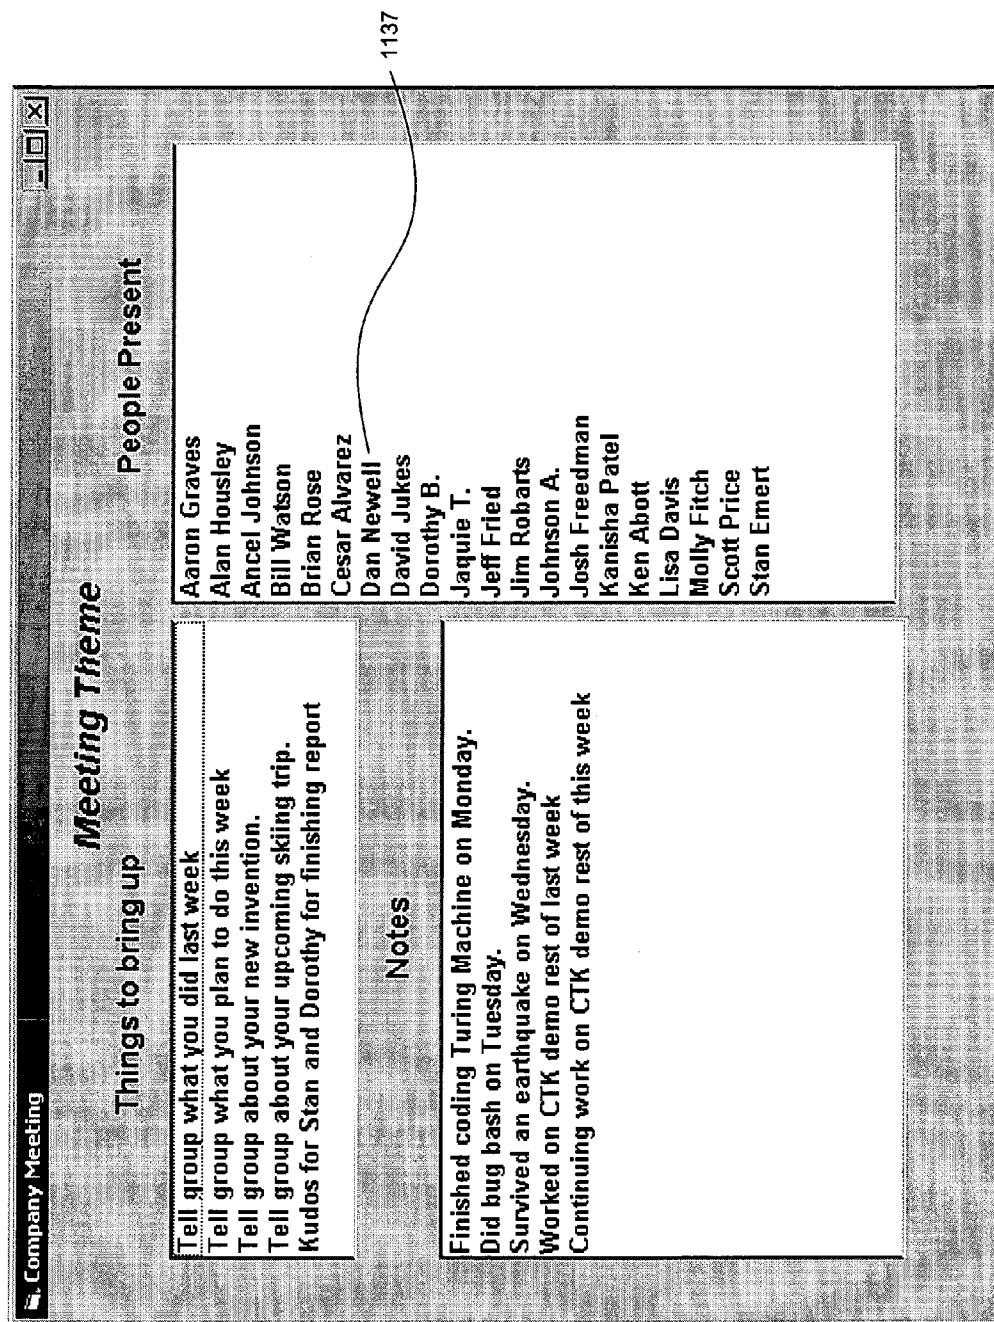 Company Meeting
Meeting Theme
Things to bring up
Tell group what you did last week
Tell group what you plan to do this week
Tell group about your new invention.
Tell group about your upcoming skiing trip.
Kudos for Stan and Dorothy for finishing report
Notes
Finished coding Turing Machine on Monday.
Did bug bash on Tuesday.
Survived an earthquake on Wednesday.
Worked on CTK demo rest of last week
Continuing work on CTK demo rest of this week
People Present
Aaron Graves
Alan Housley
Ancel Johnson
Bill Watson
Brian Rose
Cesar Alvarez
Dan Newell
David Jukes
Dorothy B.
Jaquie T.
Jeff Fried
Jim Robarts
Johnson A.
Josh Freedman
Kanisha Patel
Ken Abott
Lisa Davis
Molly Fitch
Scott Price
Stan Emert
1137